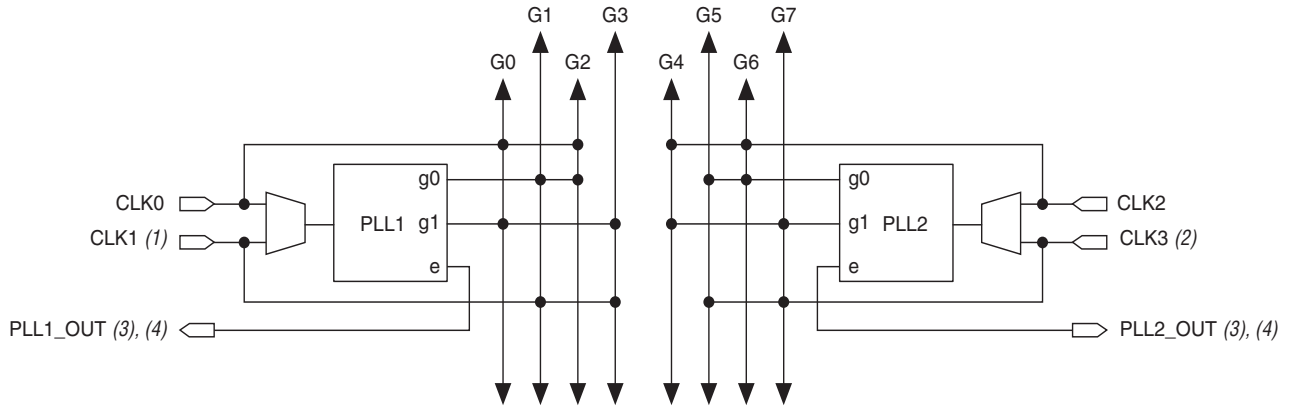 G1 G3 G5 G7
G0 G2 G4 G6
g0 g0
CLK0 CLK2
PLL1 g1 g1 PLL2
CLK1 (1) CLK3 (2)
e e
PLL1_OUT (3), (4) PLL2_OUT (3), (4)